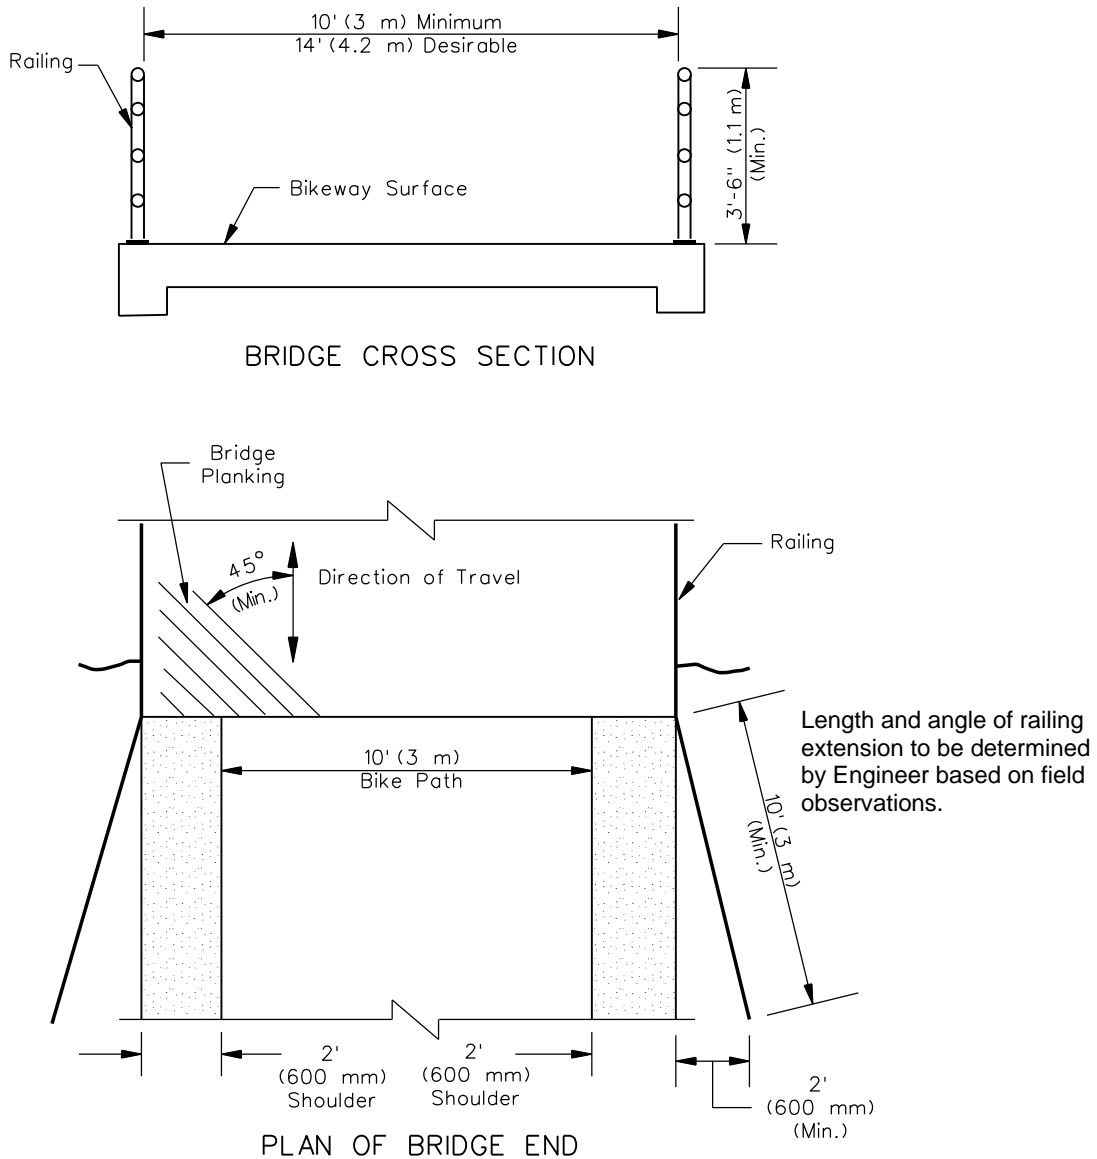 10' (3 m) Minimum
14' (4.2 m) Desirable
Railing
3'-6" (1.1 m)
(Min.)
Bikeway Surface
BRIDGE CROSS SECTION
Bridge
Planking
45°
(Min.)
Direction of Travel
Railing
Length and angle of railing
extension to be determined
by Engineer based on field
observations.
10' (3 m)
Bike Path
10' (3 m)
(Min.)
2'
(600 mm)
Shoulder
2'
(600 mm)
Shoulder
2'
(600 mm)
(Min.)
PLAN OF BRIDGE END